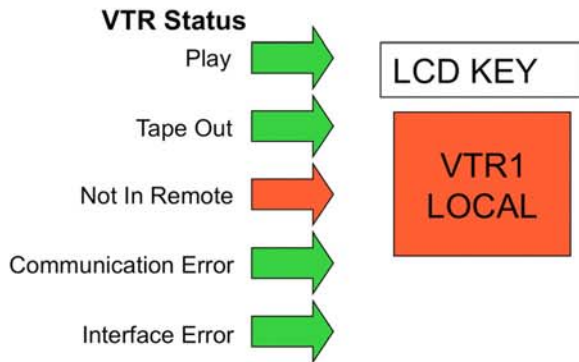 VTR Status
Play
LCD KEY
Tape Out
VTR1
LOCAL
Not In Remote
Communication Error
Interface Error